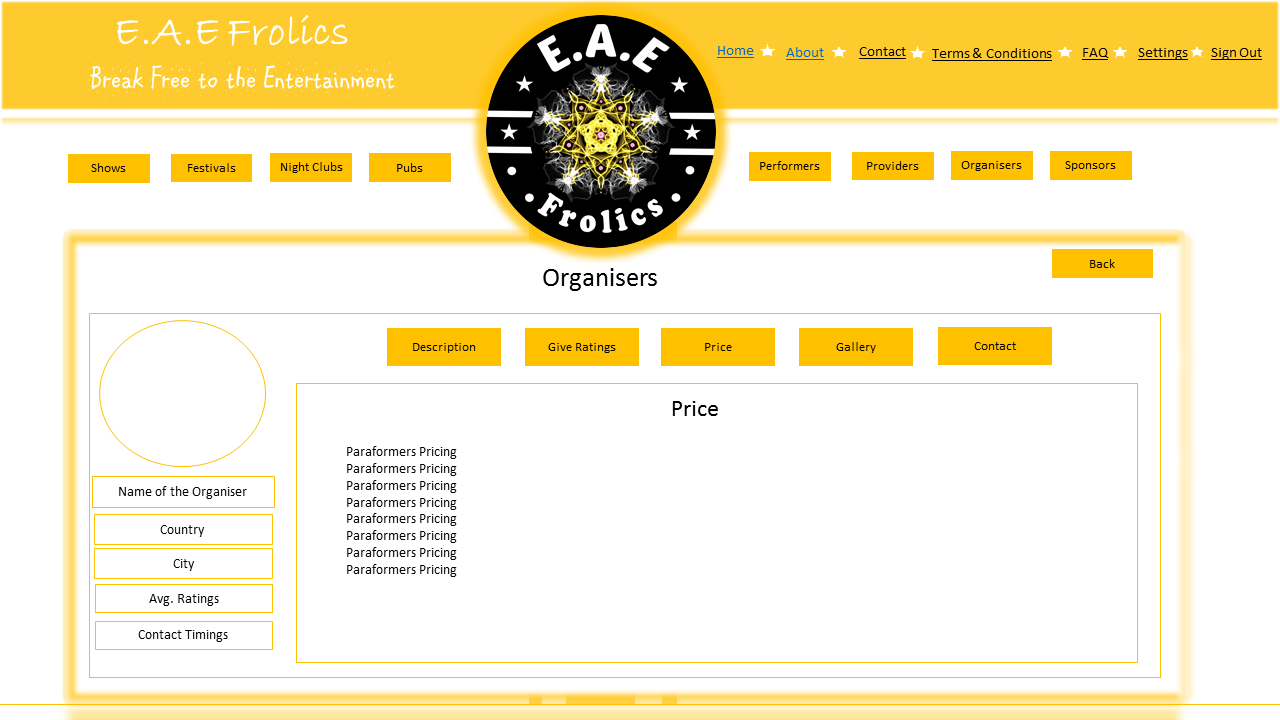 E.A.E Frolics
Break Free to the Entertainment
E.A.E
Frolics
Home
About
Contact
Terms & Conditions
FAQ
Settings
Sign Out
Shows
Festivals
Night Clubs
Pubs
Performers
Providers
Organisers
Sponsors
Organisers
Back
Description
Give Ratings
Price
Gallery
Contact
Name of the Organiser
Country
City
Avg. Ratings
Contact Timings
Price
Paraformers Pricing
Paraformers Pricing
Paraformers Pricing
Paraformers Pricing
Paraformers Pricing
Paraformers Pricing
Paraformers Pricing
Paraformers Pricing